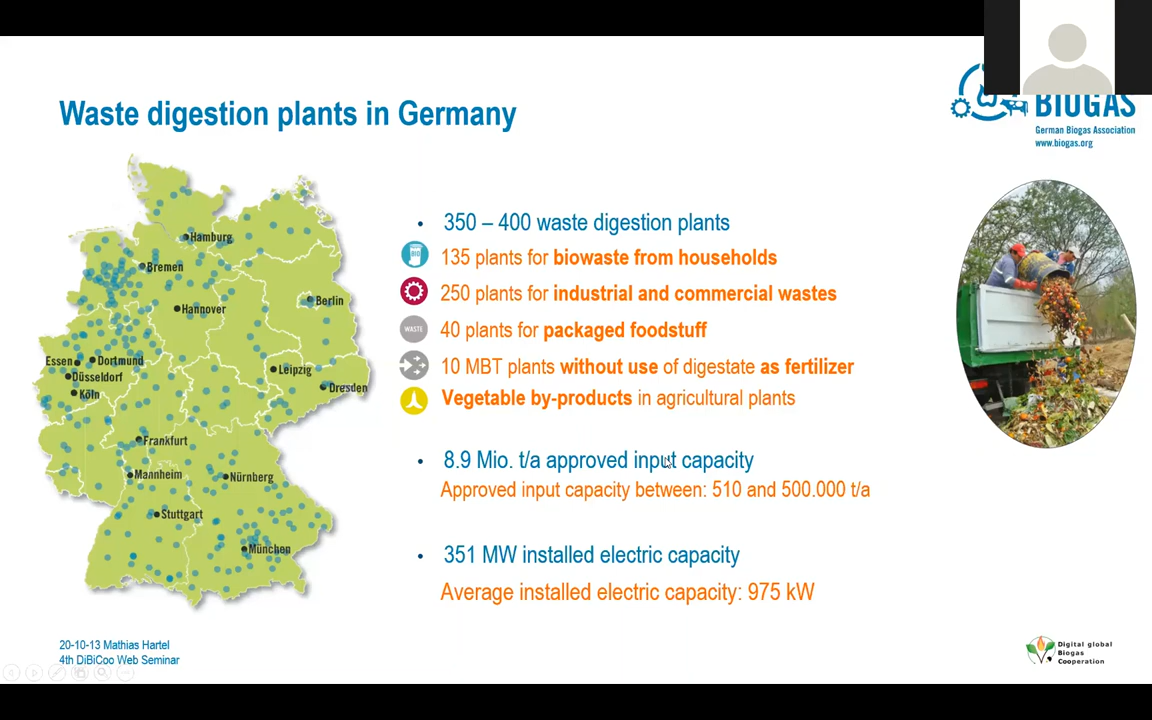 BIOGAS
German Biogas Association
www.biogas.org
Waste digestion plants in Germany
Hamburg
Bremen
Berlin
Hannover
Essen
Dortmund
Düsseldorf
Köln
Leipzig
Dresden
Frankfurt
Mannheim
Nürnberg
Stuttgart
München
• 350 – 400 waste digestion plants
BIO
135 plants for biowaste from households
250 plants for industrial and commercial wastes
WASTE
40 plants for packaged foodstuff
10 MBT plants without use of digestate as fertilizer
Vegetable by-products in agricultural plants
• 8.9 Mio. t/a approved input capacity
Approved input capacity between: 510 and 500.000 t/a
• 351 MW installed electric capacity
Average installed electric capacity: 975 kW
20-10-13 Mathias Hartel
4th DiBiCoo Web Seminar
Digital global
Biogas
Cooperation